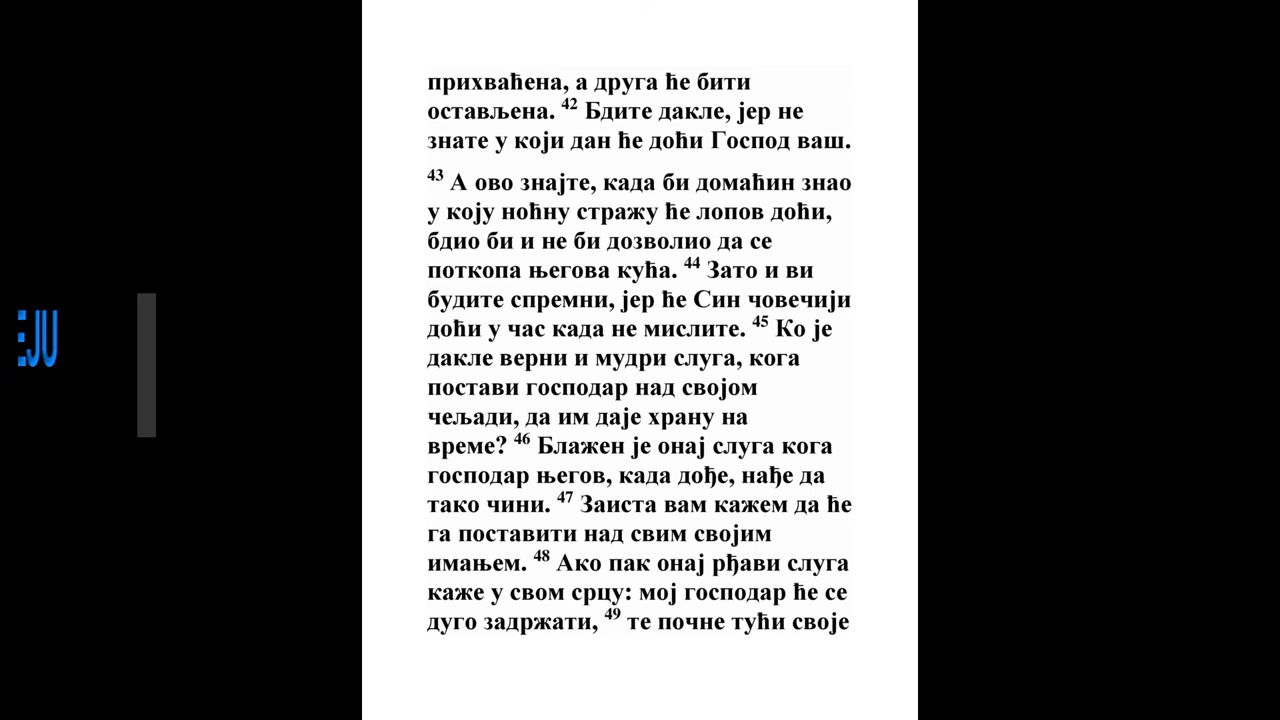 прихваћена, а друга ће бити
остављена. 42 Бдите дакле, јер не
знате у који дан ће доћи Господ ваш.
43 А ово знајте, када би домаћин знао
у коју ноћну стражу ће лопов доћи,
бдио би и не би дозволио да се
поткопа његова кућа. 44 Зато и ви
будите спремни, јер ће Син човечији
доћи у час када не мислите. 45 Ко је
дакле верни и мудри слуга, кога
постави господар над својом
чељади, да им даје храну на
време? 46 Блажен је онај слуга кога
господар његов, када дође, нађе да
тако чини. 47 Заиста вам кажем да ће
га поставити над свим својим
имањем. 48 Ако пак онај рђави слуга
каже у свом срцу: мој господар ће се
дуго задржати, 49 те почне тући своје